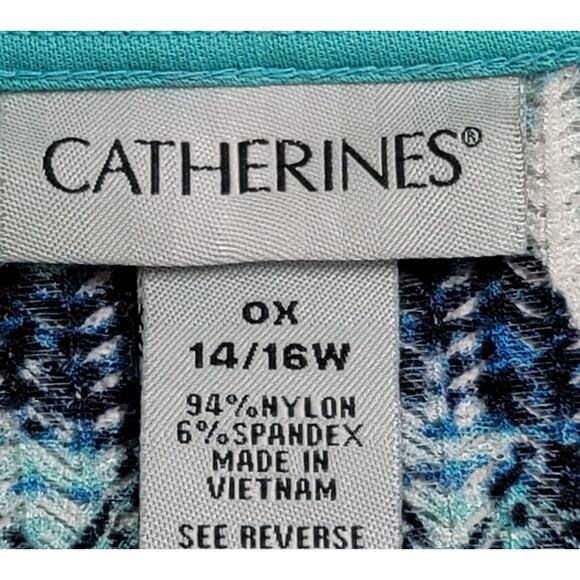 CATHERINES®
0X
14/16W
94%NYLON
6%SPANDEX
MADE IN
VIETNAM
SEE REVERSE